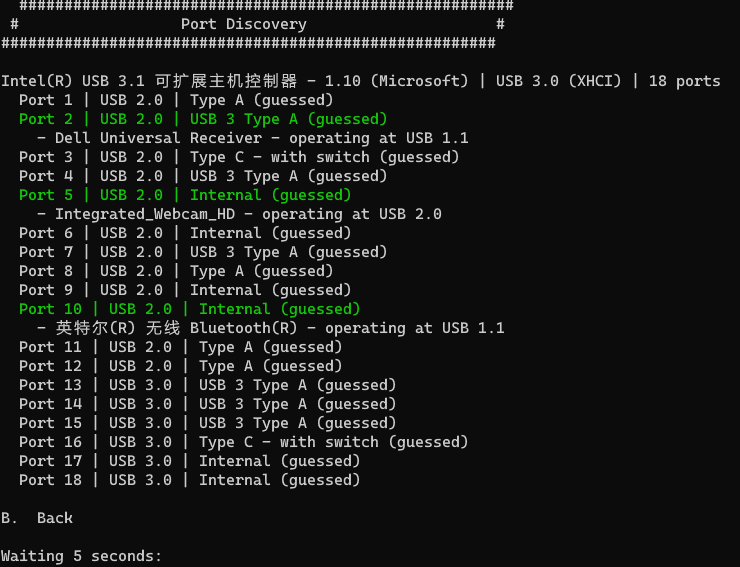 #######################################################
#                  Port Discovery                     #
#######################################################
Intel(R) USB 3.1 可扩展主机控制器 - 1.10 (Microsoft) | USB 3.0 (XHCI) | 18 ports
Port 1 | USB 2.0 | Type A (guessed)
Port 2 | USB 2.0 | USB 3 Type A (guessed)
- Dell Universal Receiver - operating at USB 1.1
Port 3 | USB 2.0 | Type C - with switch (guessed)
Port 4 | USB 2.0 | USB 3 Type A (guessed)
Port 5 | USB 2.0 | Internal (guessed)
- Integrated_Webcam_HD - operating at USB 2.0
Port 6 | USB 2.0 | Internal (guessed)
Port 7 | USB 2.0 | USB 3 Type A (guessed)
Port 8 | USB 2.0 | Type A (guessed)
Port 9 | USB 2.0 | Internal (guessed)
Port 10 | USB 2.0 | Internal (guessed)
- 英特尔(R) 无线 Bluetooth(R) - operating at USB 1.1
Port 11 | USB 2.0 | Type A (guessed)
Port 12 | USB 2.0 | Type A (guessed)
Port 13 | USB 3.0 | USB 3 Type A (guessed)
Port 14 | USB 3.0 | USB 3 Type A (guessed)
Port 15 | USB 3.0 | USB 3 Type A (guessed)
Port 16 | USB 3.0 | Type C - with switch (guessed)
Port 17 | USB 3.0 | Internal (guessed)
Port 18 | USB 3.0 | Internal (guessed)
B.  Back
Waiting 5 seconds: